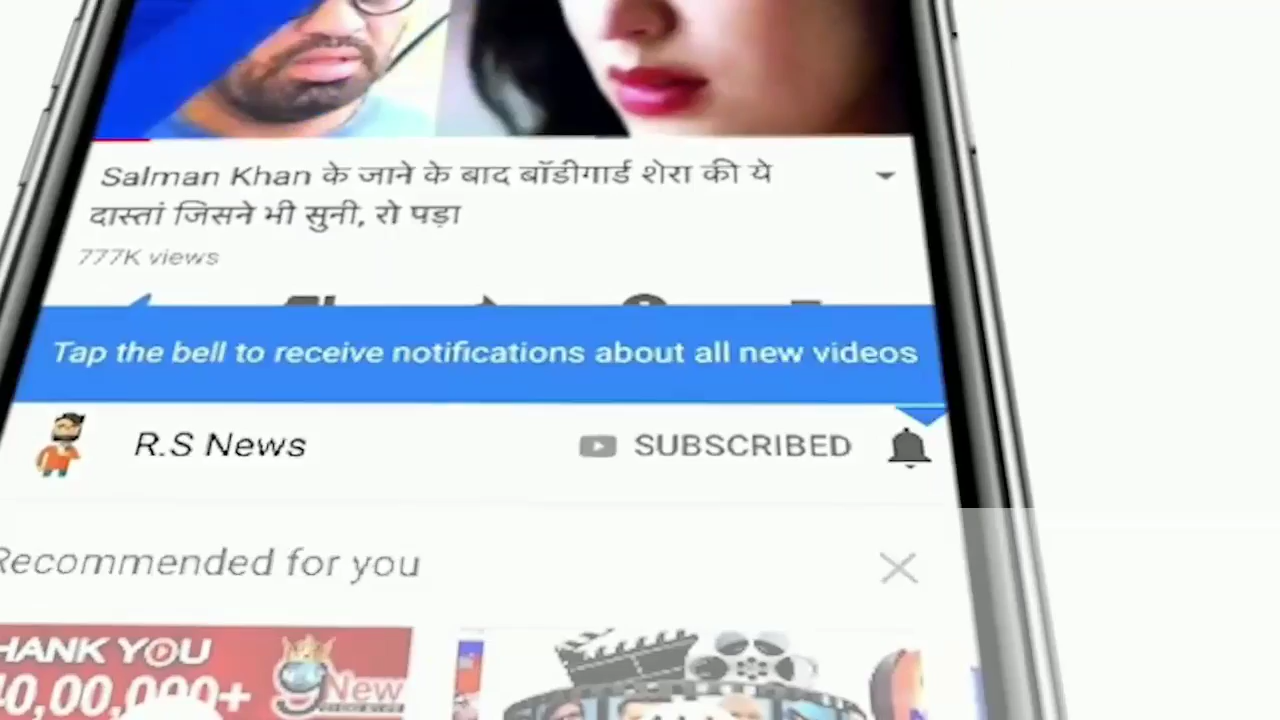 Salman Khan के जाने के बाद बॉडीगार्ड शेरा की ये
दास्तां जिसने भी सुनी, रो पड़ा
777K views
Tap the bell to receive notifications about all new videos
R.S News
SUBSCRIBED
Recommended for you
HANK YOU
40,00,000+
9 New